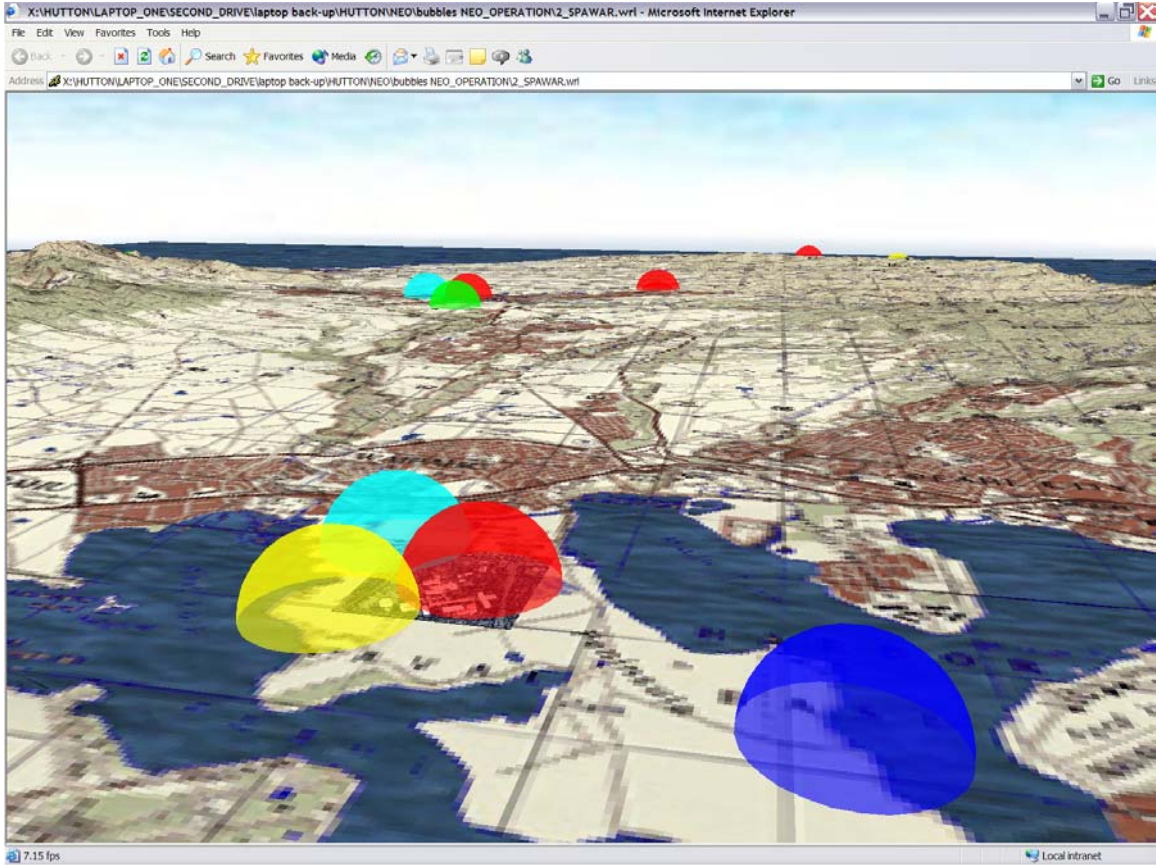 X:\HUTTON\LAPTOP_ONE\SECOND_DRIVE\laptop back-up\HUTTON\NEO\bubbles NEO_OPERATION\2_SPAWAR.wrl - Microsoft Internet Explorer
File Edit View Favorites Tools Help
Back Search Favorites Media
Address X:\HUTTON\LAPTOP_ONE\SECOND_DRIVE\laptop back-up\HUTTON\NEO\bubbles NEO_OPERATION\2_SPAWAR.wrl Go Links
7.15 fps Local intranet